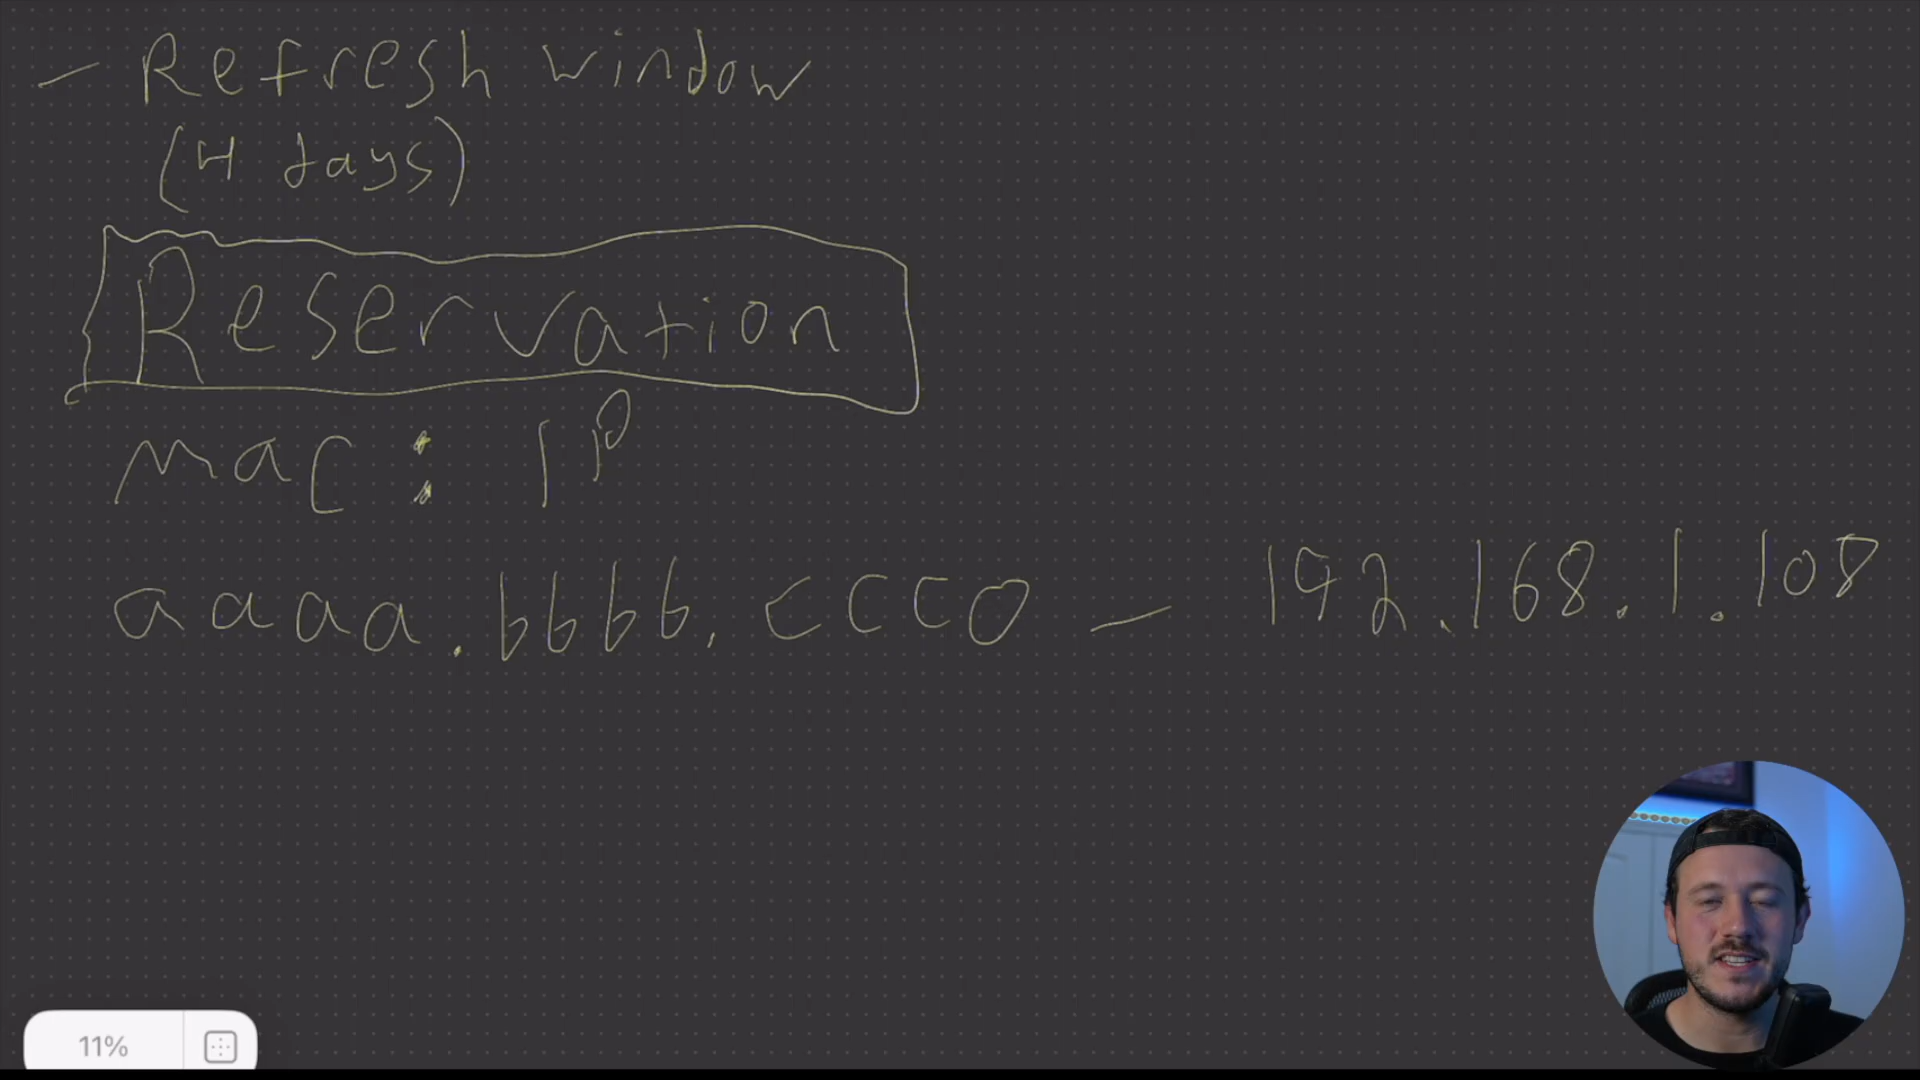 - Refresh window
(4 days)
Reservation
mac : IP
aaaa.bbbb.ccc0 - 192.168.1.108
11%